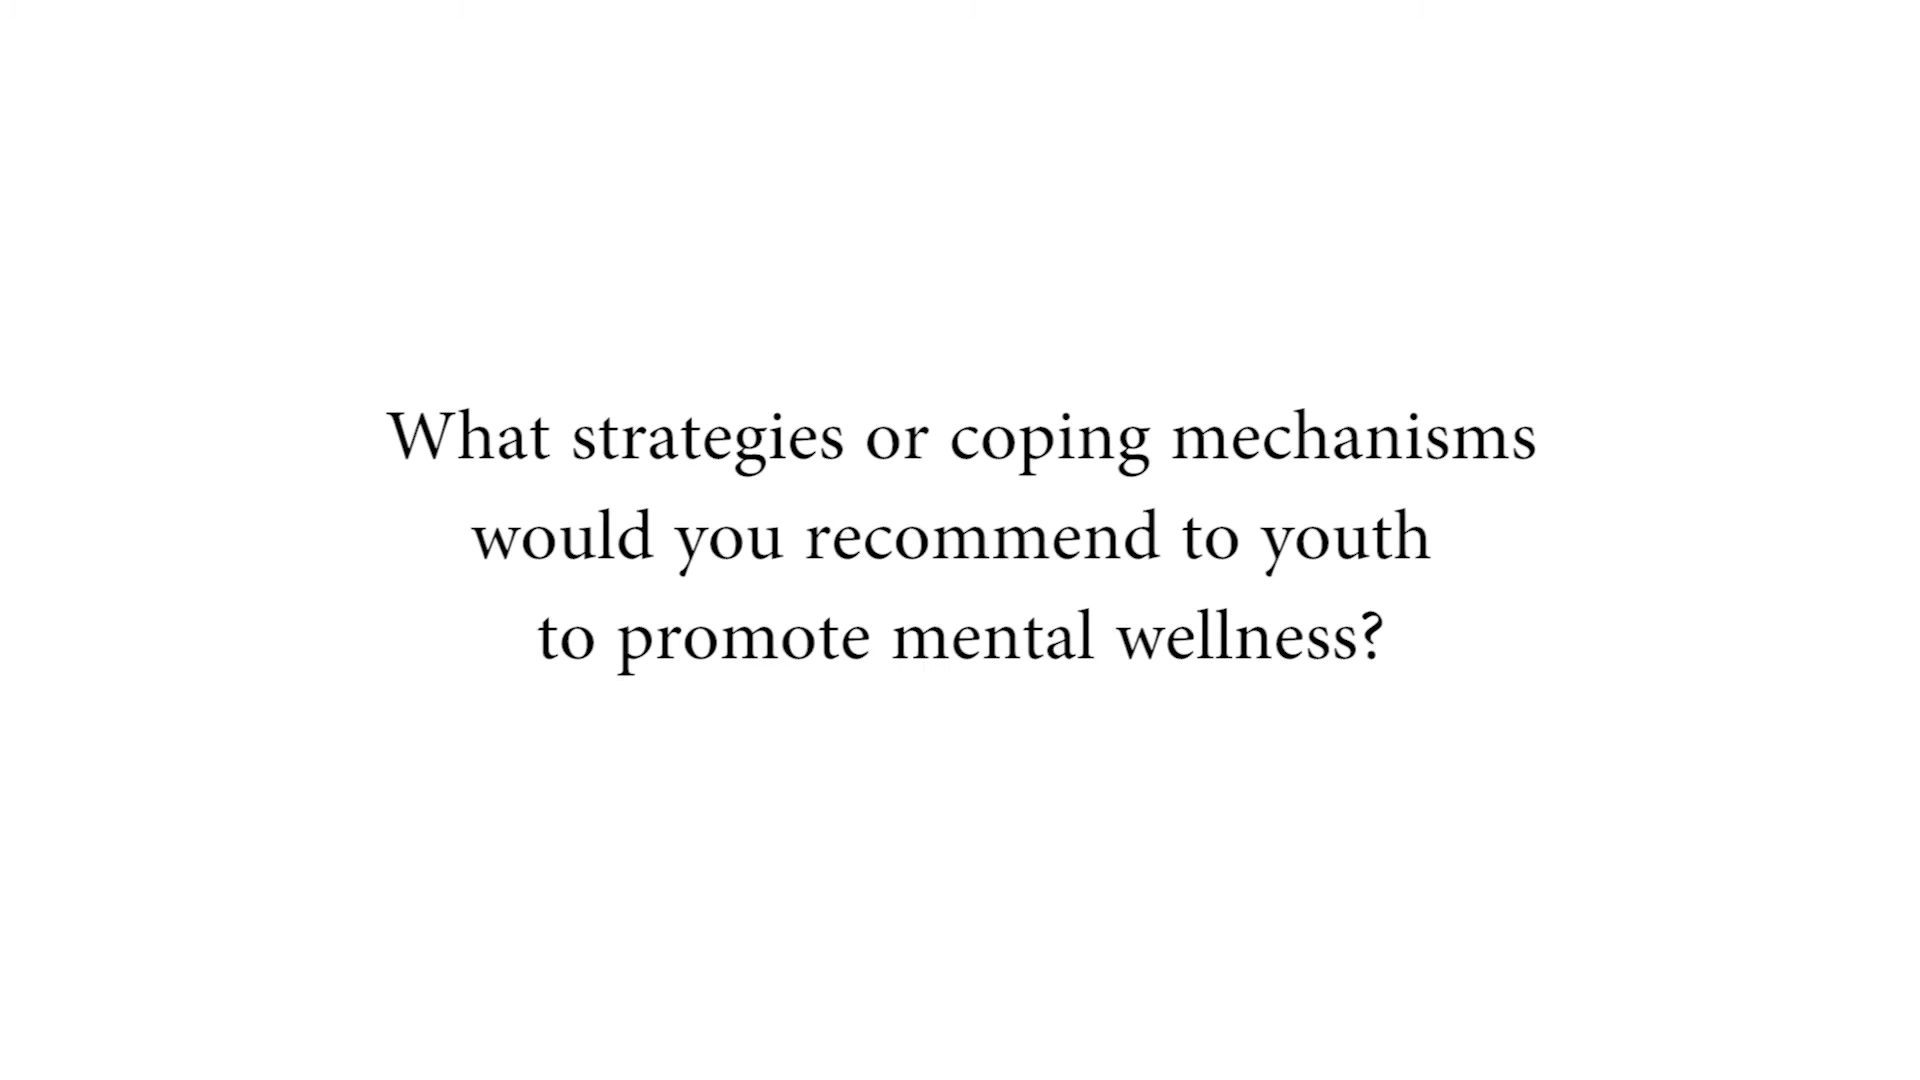 What strategies or coping mechanisms
would you recommend to youth
to promote mental wellness?